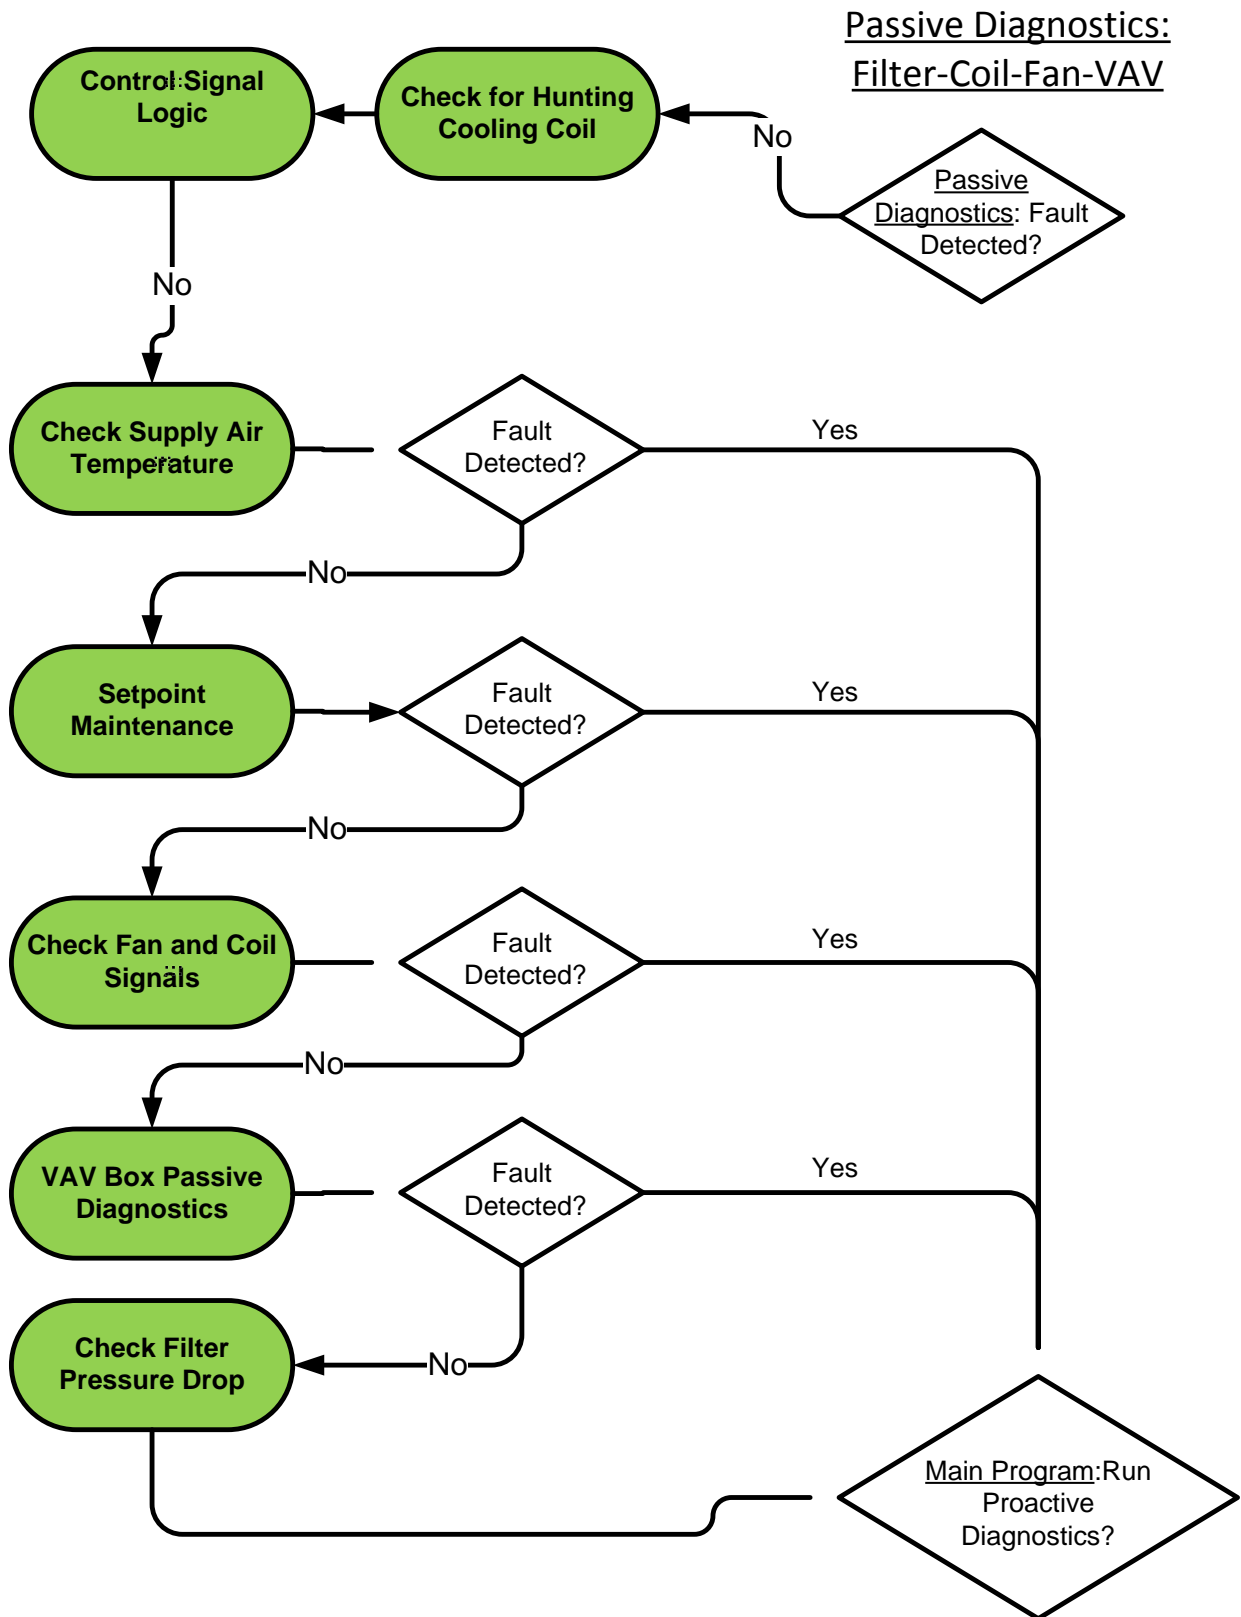 Passive Diagnostics:
Filter-Coil-Fan-VAV
Control Signal
Logic
Check for Hunting
Cooling Coil
No
Passive
Diagnostics: Fault
Detected?
No
Check Supply Air
Temperature
Fault
Detected?
Yes
No
Setpoint
Maintenance
Fault
Detected?
Yes
No
Check Fan and Coil
Signals
Fault
Detected?
Yes
No
VAV Box Passive
Diagnostics
Fault
Detected?
Yes
Check Filter
Pressure Drop
No
Main Program:Run
Proactive
Diagnostics?